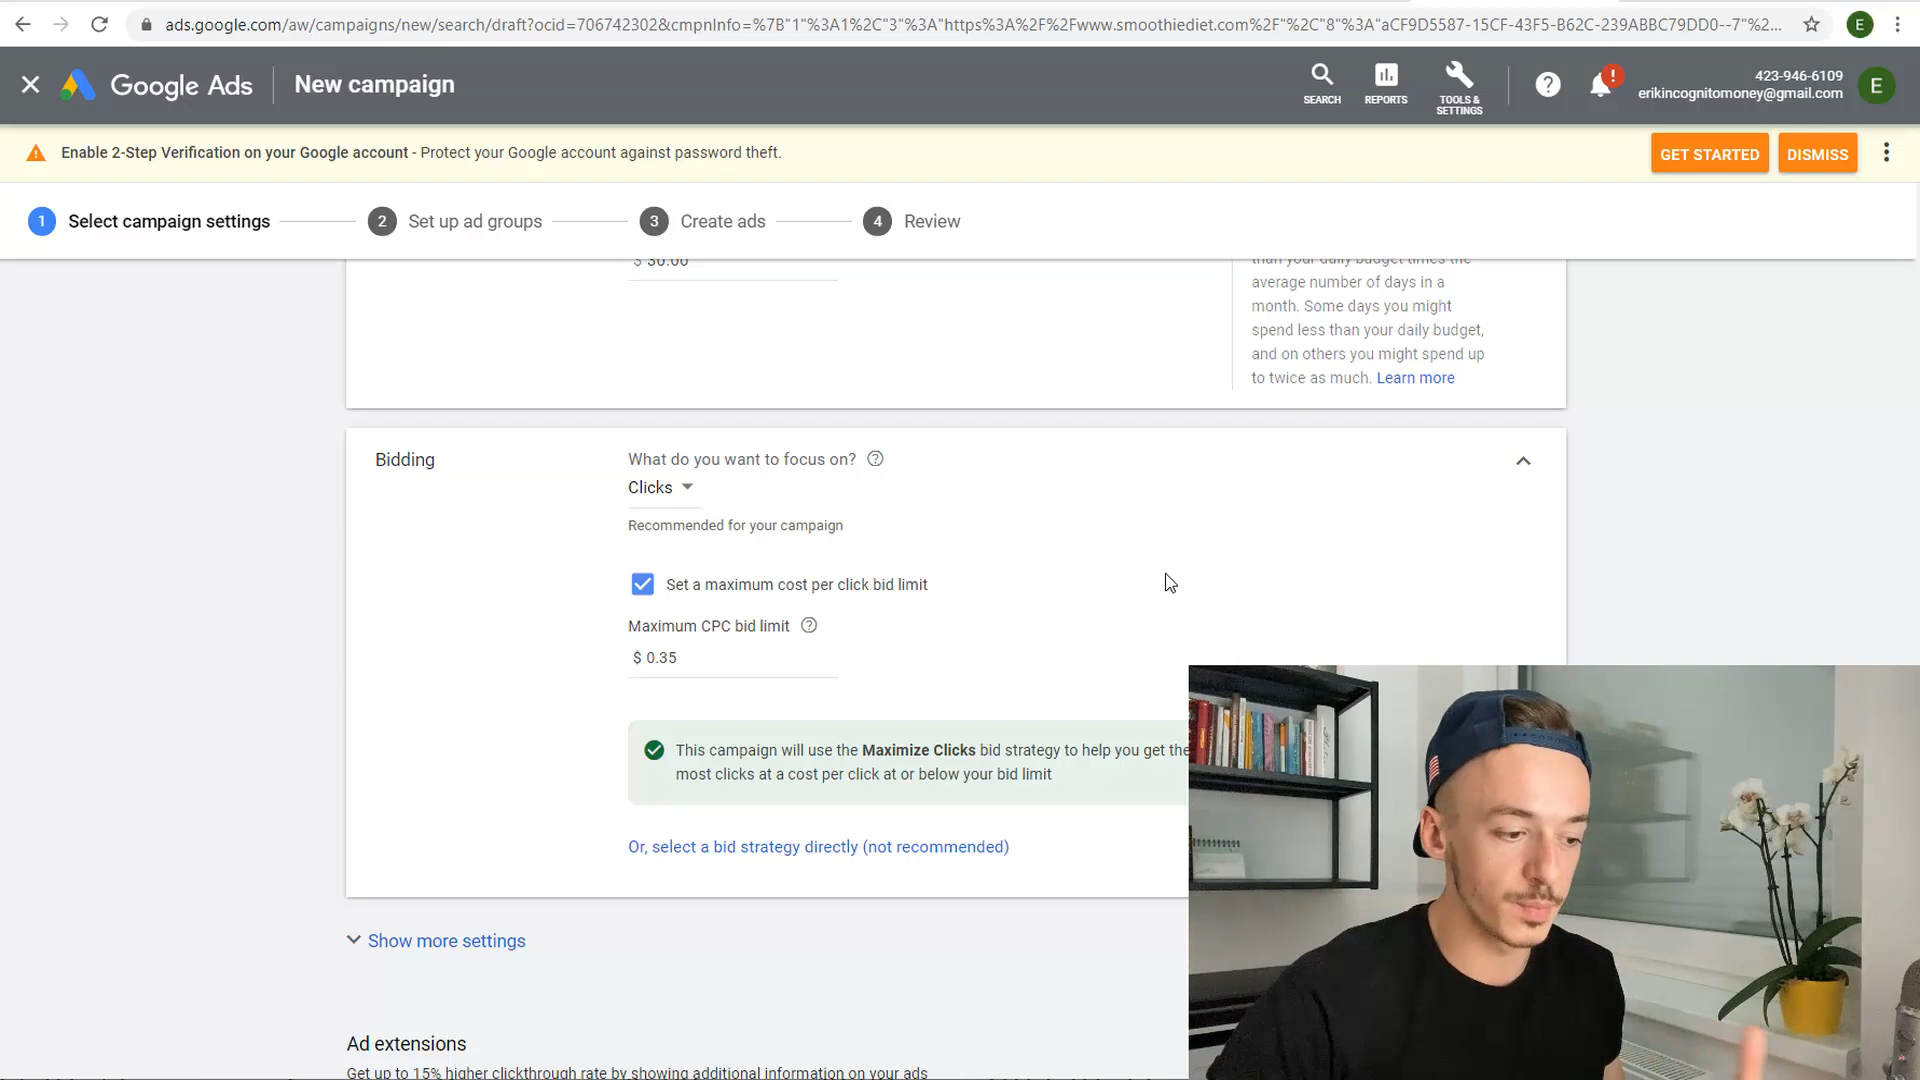 ads.google.com/aw/campaigns/new/search/draft?ocid=706742302&cmpnInfo=%7B"1"%3A1%2C"3"%3A"https%3A%2F%2Fwww.smoothiediet.com%2F"%2C"8"%3A"aCF9D5587-15CF-43F5-B62C-239ABBC79DD0--7"%2...
E
Google Ads
New campaign
SEARCH
REPORTS
TOOLS & SETTINGS
423-946-6109
erikincognitomoney@gmail.com
E
Enable 2-Step Verification on your Google account - Protect your Google account against password theft.
GET STARTED
DISMISS
1 Select campaign settings
2 Set up ad groups
3 Create ads
4 Review
$ 30.00
than your daily budget times the
average number of days in a
month. Some days you might
spend less than your daily budget,
and on others you might spend up
to twice as much. Learn more
Bidding
What do you want to focus on?
Clicks
Recommended for your campaign
Set a maximum cost per click bid limit
Maximum CPC bid limit
$ 0.35
This campaign will use the Maximize Clicks bid strategy to help you get the
most clicks at a cost per click at or below your bid limit
Or, select a bid strategy directly (not recommended)
Show more settings
Ad extensions
Get up to 15% higher clickthrough rate by showing additional information on your ads